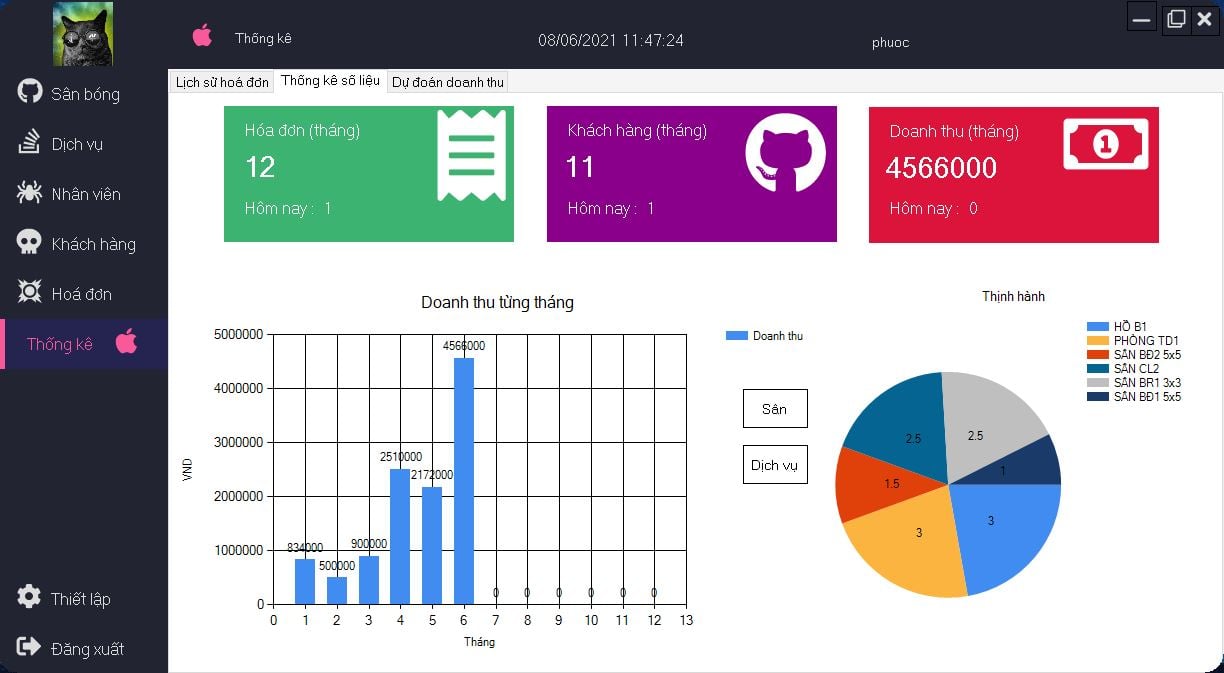 Thống kê
08/06/2021 11:47:24
phuoc
Sân bóng
Dịch vụ
Nhân viên
Khách hàng
Hoá đơn
Thống kê
Thiết lập
Đăng xuất
Lịch sử hoá đơn
Thống kê số liệu
Dự đoán doanh thu
Hóa đơn (tháng)
12
Hôm nay : 1
Khách hàng (tháng)
11
Hôm nay : 1
Doanh thu (tháng)
4566000
Hôm nay : 0
1
Doanh thu từng tháng
VND
5000000
4000000
3000000
2000000
1000000
0
834000
500000
900000
2510000
2172000
4566000
0
0
0
0
0
0
0 1 2 3 4 5 6 7 8 9 10 11 12 13
Tháng
Doanh thu
Sân
Dịch vụ
Thịnh hành
HỒ B1
PHÒNG TD1
SÂN BĐ2 5x5
SÂN CL2
SÂN BR1 3x3
SÂN BĐ1 5x5
2.5
2.5
1
1.5
3
3